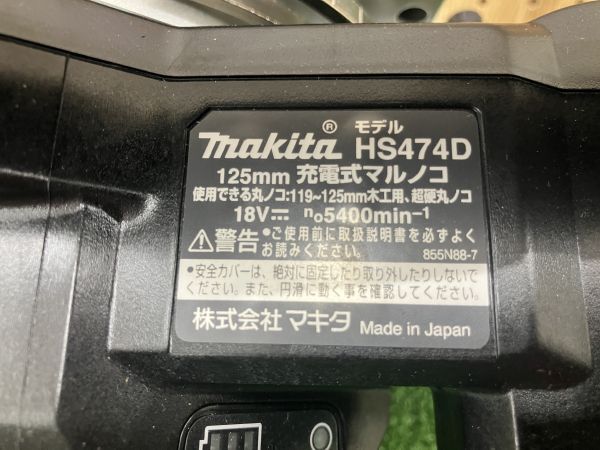 モデル
makita® HS474D
125mm 充電式マルノコ
使用できる丸ノコ:119~125mm木工用、超硬丸ノコ
18V⎓ n₀5400min⁻¹
⚠警告 ●ご使用前に取扱説明書を必ずよく
お読みください。 855N88-7
●安全カバーは、絶対に固定したり取り外したりしないで
ください。また、円滑に動く事を確認してください。
株式会社 マキタ Made in Japan